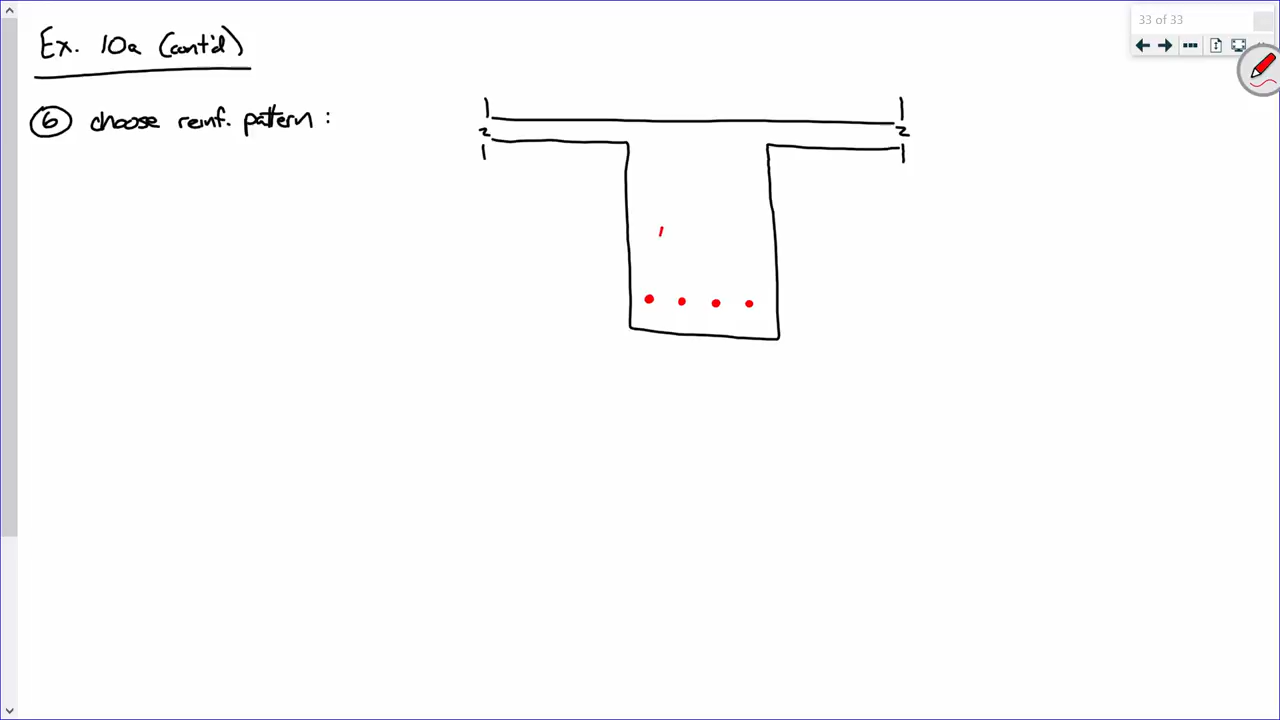 33 of 33
Ex. 10a (cont'd)
⑥ choose reinf. pattern :